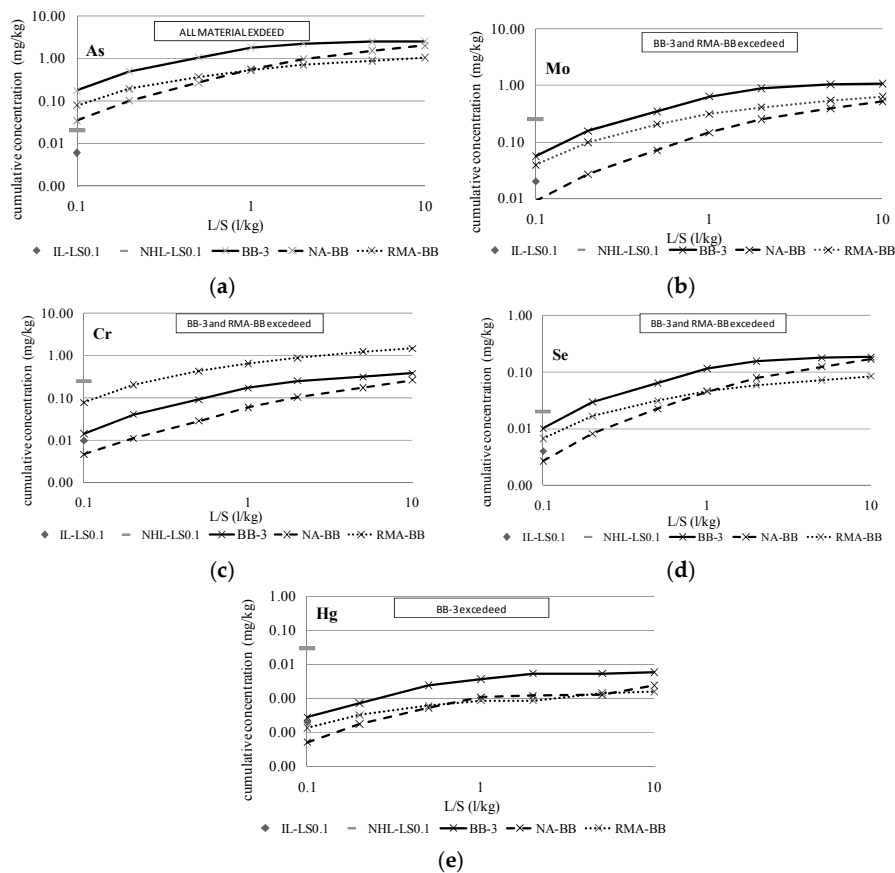 ALL MATERIAL EXDEED
As
cumulative concentration (mg/kg)
10.00
1.00
0.10
0.01
0.00
0.1
1
10
L/S (l/kg)
IL-LS0.1 NHL-LS0.1 BB-3 NA-BB RMA-BB
(a)
BB-3 and RMA-BB excedeed
Mo
cumulative concentration (mg/kg)
10.00
1.00
0.10
0.01
0.1
1
10
L/S (l/kg)
IL-LS0.1 NHL-LS0.1 BB-3 NA-BB RMA-BB
(b)
BB-3 and RMA-BB excedeed
Cr
cumulative concentration (mg/kg)
10.00
1.00
0.10
0.01
0.00
0.1
1
10
L/S (l/kg)
IL-LS0.1 NHL-LS0.1 BB-3 NA-BB RMA-BB
(c)
BB-3 and RMA-BB excedeed
Se
cumulative concentration (mg/kg)
1.00
0.10
0.01
0.00
0.1
1
10
L/S (l/kg)
IL-LS0.1 NHL-LS0.1 BB-3 NA-BB RMA-BB
(d)
BB-3 excedeed
Hg
cumulative concentration (mg/kg)
1.00
0.10
0.01
0.00
0.00
0.00
0.1
1
10
L/S (l/kg)
IL-LS0.1 NHL-LS0.1 BB-3 NA-BB RMA-BB
(e)